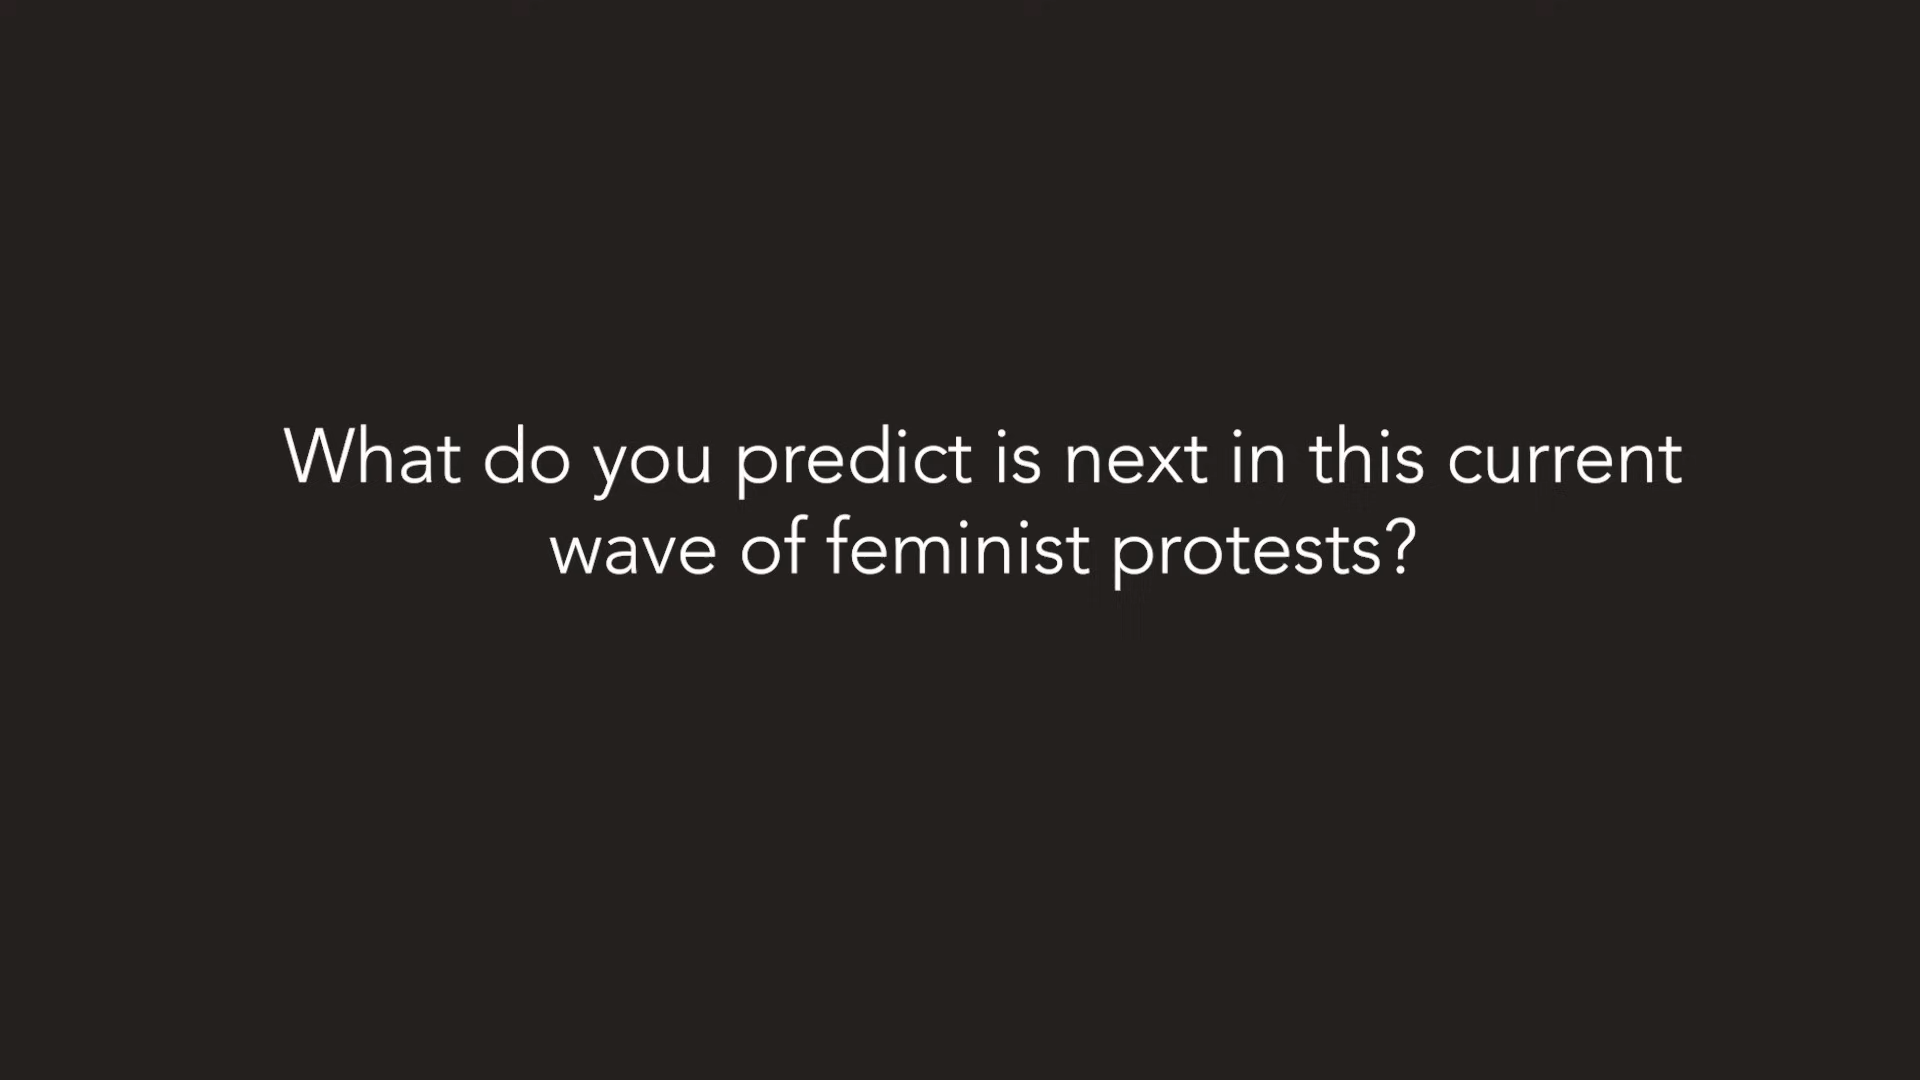 What do you predict is next in this current
wave of feminist protests?